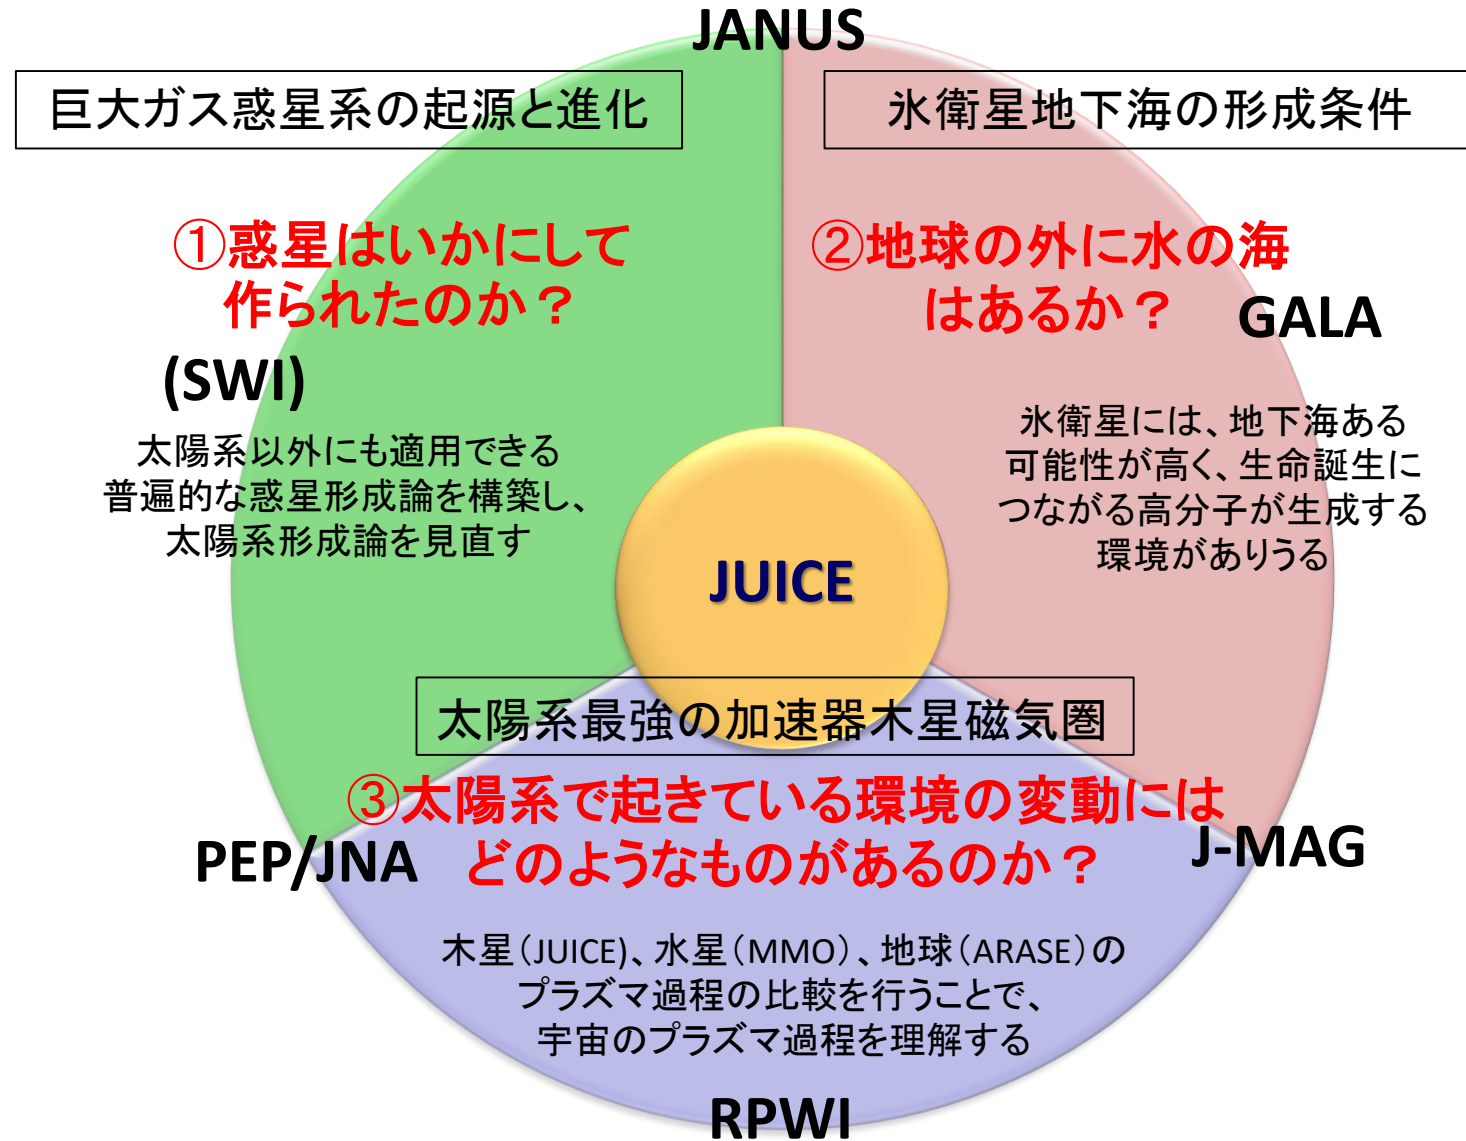 JANUS
巨大ガス惑星系の起源と進化
氷衛星地下海の形成条件
①惑星はいかにして
作られたのか？
(SWI)
太陽系以外にも適用できる
普遍的な惑星形成論を構築し、
太陽系形成論を見直す
②地球の外に水の海
はあるか？
GALA
氷衛星には、地下海ある
可能性が高く、生命誕生に
つながる高分子が生成する
環境がありうる
JUICE
太陽系最強の加速器木星磁気圏
③太陽系で起きている環境の変動には
どのようなものがあるのか？
PEP/JNA
J-MAG
木星（JUICE)、水星（MMO）、地球（ARASE）の
プラズマ過程の比較を行うことで、
宇宙のプラズマ過程を理解する
RPWI